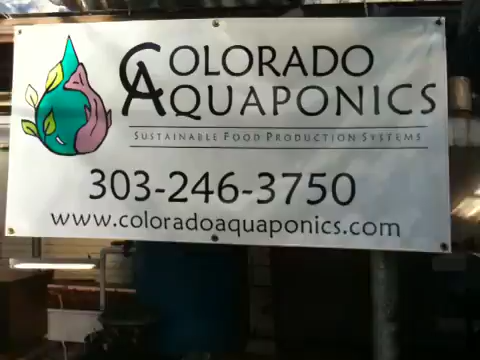 COLORADO
AQUAPONICS
SUSTAINABLE FOOD PRODUCTION SYSTEMS
303-246-3750
www.coloradoaquaponics.com